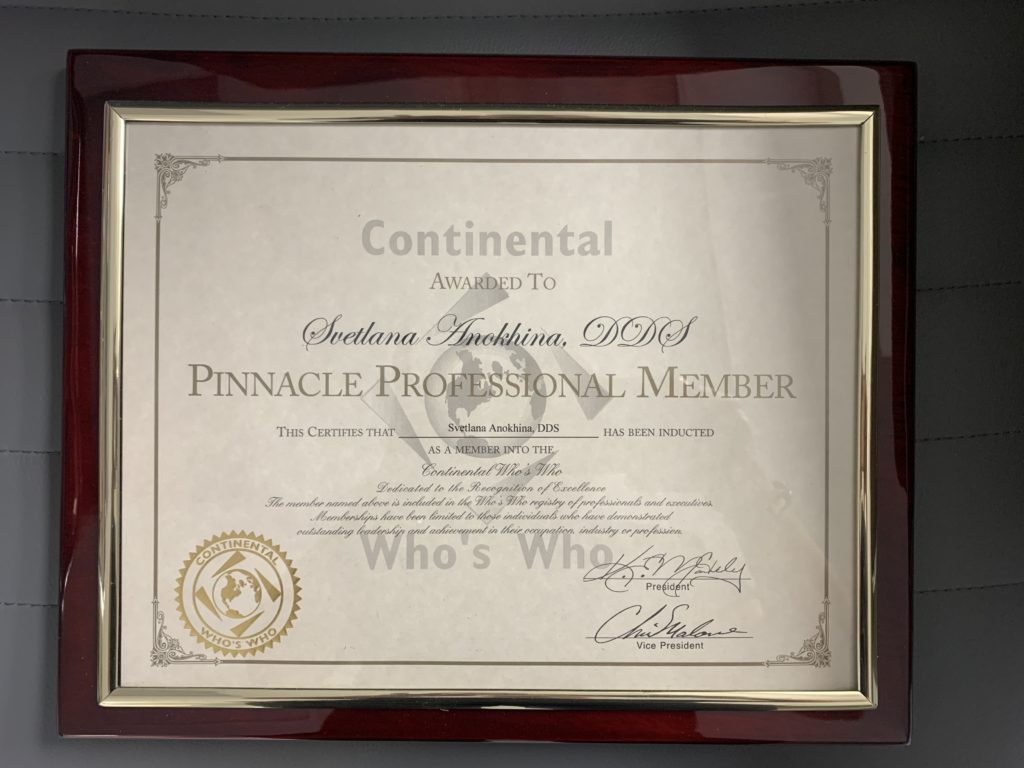 Continental
AWARDED TO
Svetlana Anokhina, DDS
PINNACLE PROFESSIONAL MEMBER
THIS CERTIFIES THAT Svetlana Anokhina, DDS HAS BEEN INDUCTED
AS A MEMBER INTO THE
Continental Who's Who
Dedicated to the Recognition of Excellence
The member named above is included in the Who's Who registry of professionals and executives.
Memberships have been limited to those individuals who have demonstrated
outstanding leadership and achievement in their occupation, industry or profession.
Who's Who
President
Vice President
CONTINENTAL
WHO'S WHO